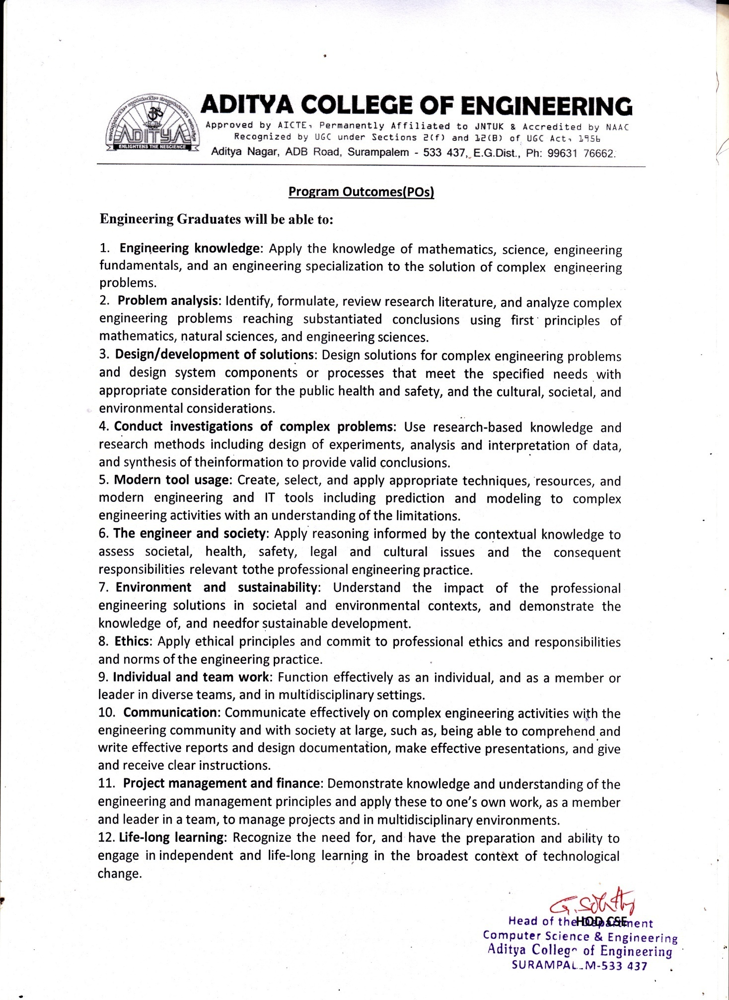 ADITYA
ENLIGHTENS THE NESCIENCE
ADITYA COLLEGE OF ENGINEERING
Approved by AICTE, Permanently Affiliated to JNTUK & Accredited by NAAC
Recognized by UGC under Sections 2(f) and 12(B) of UGC Act, 1956
Aditya Nagar, ADB Road, Surampalem - 533 437, E.G.Dist., Ph: 99631 76662.
Program Outcomes(POs)
Engineering Graduates will be able to:
1. Engineering knowledge: Apply the knowledge of mathematics, science, engineering
fundamentals, and an engineering specialization to the solution of complex engineering
problems.
2. Problem analysis: Identify, formulate, review research literature, and analyze complex
engineering problems reaching substantiated conclusions using first principles of
mathematics, natural sciences, and engineering sciences.
3. Design/development of solutions: Design solutions for complex engineering problems
and design system components or processes that meet the specified needs with
appropriate consideration for the public health and safety, and the cultural, societal, and
environmental considerations.
4. Conduct investigations of complex problems: Use research-based knowledge and
research methods including design of experiments, analysis and interpretation of data,
and synthesis of theinformation to provide valid conclusions.
5. Modern tool usage: Create, select, and apply appropriate techniques, resources, and
modern engineering and IT tools including prediction and modeling to complex
engineering activities with an understanding of the limitations.
6. The engineer and society: Apply reasoning informed by the contextual knowledge to
assess societal, health, safety, legal and cultural issues and the consequent
responsibilities relevant tothe professional engineering practice.
7. Environment and sustainability: Understand the impact of the professional
engineering solutions in societal and environmental contexts, and demonstrate the
knowledge of, and needfor sustainable development.
8. Ethics: Apply ethical principles and commit to professional ethics and responsibilities
and norms of the engineering practice.
9. Individual and team work: Function effectively as an individual, and as a member or
leader in diverse teams, and in multidisciplinary settings.
10. Communication: Communicate effectively on complex engineering activities with the
engineering community and with society at large, such as, being able to comprehend and
write effective reports and design documentation, make effective presentations, and give
and receive clear instructions.
11. Project management and finance: Demonstrate knowledge and understanding of the
engineering and management principles and apply these to one's own work, as a member
and leader in a team, to manage projects and in multidisciplinary environments.
12. Life-long learning: Recognize the need for, and have the preparation and ability to
engage in independent and life-long learning in the broadest context of technological
change.
HOD CSE
Head of the Department
Computer Science & Engineering
Aditya College of Engineering
SURAMPALEM-533 437